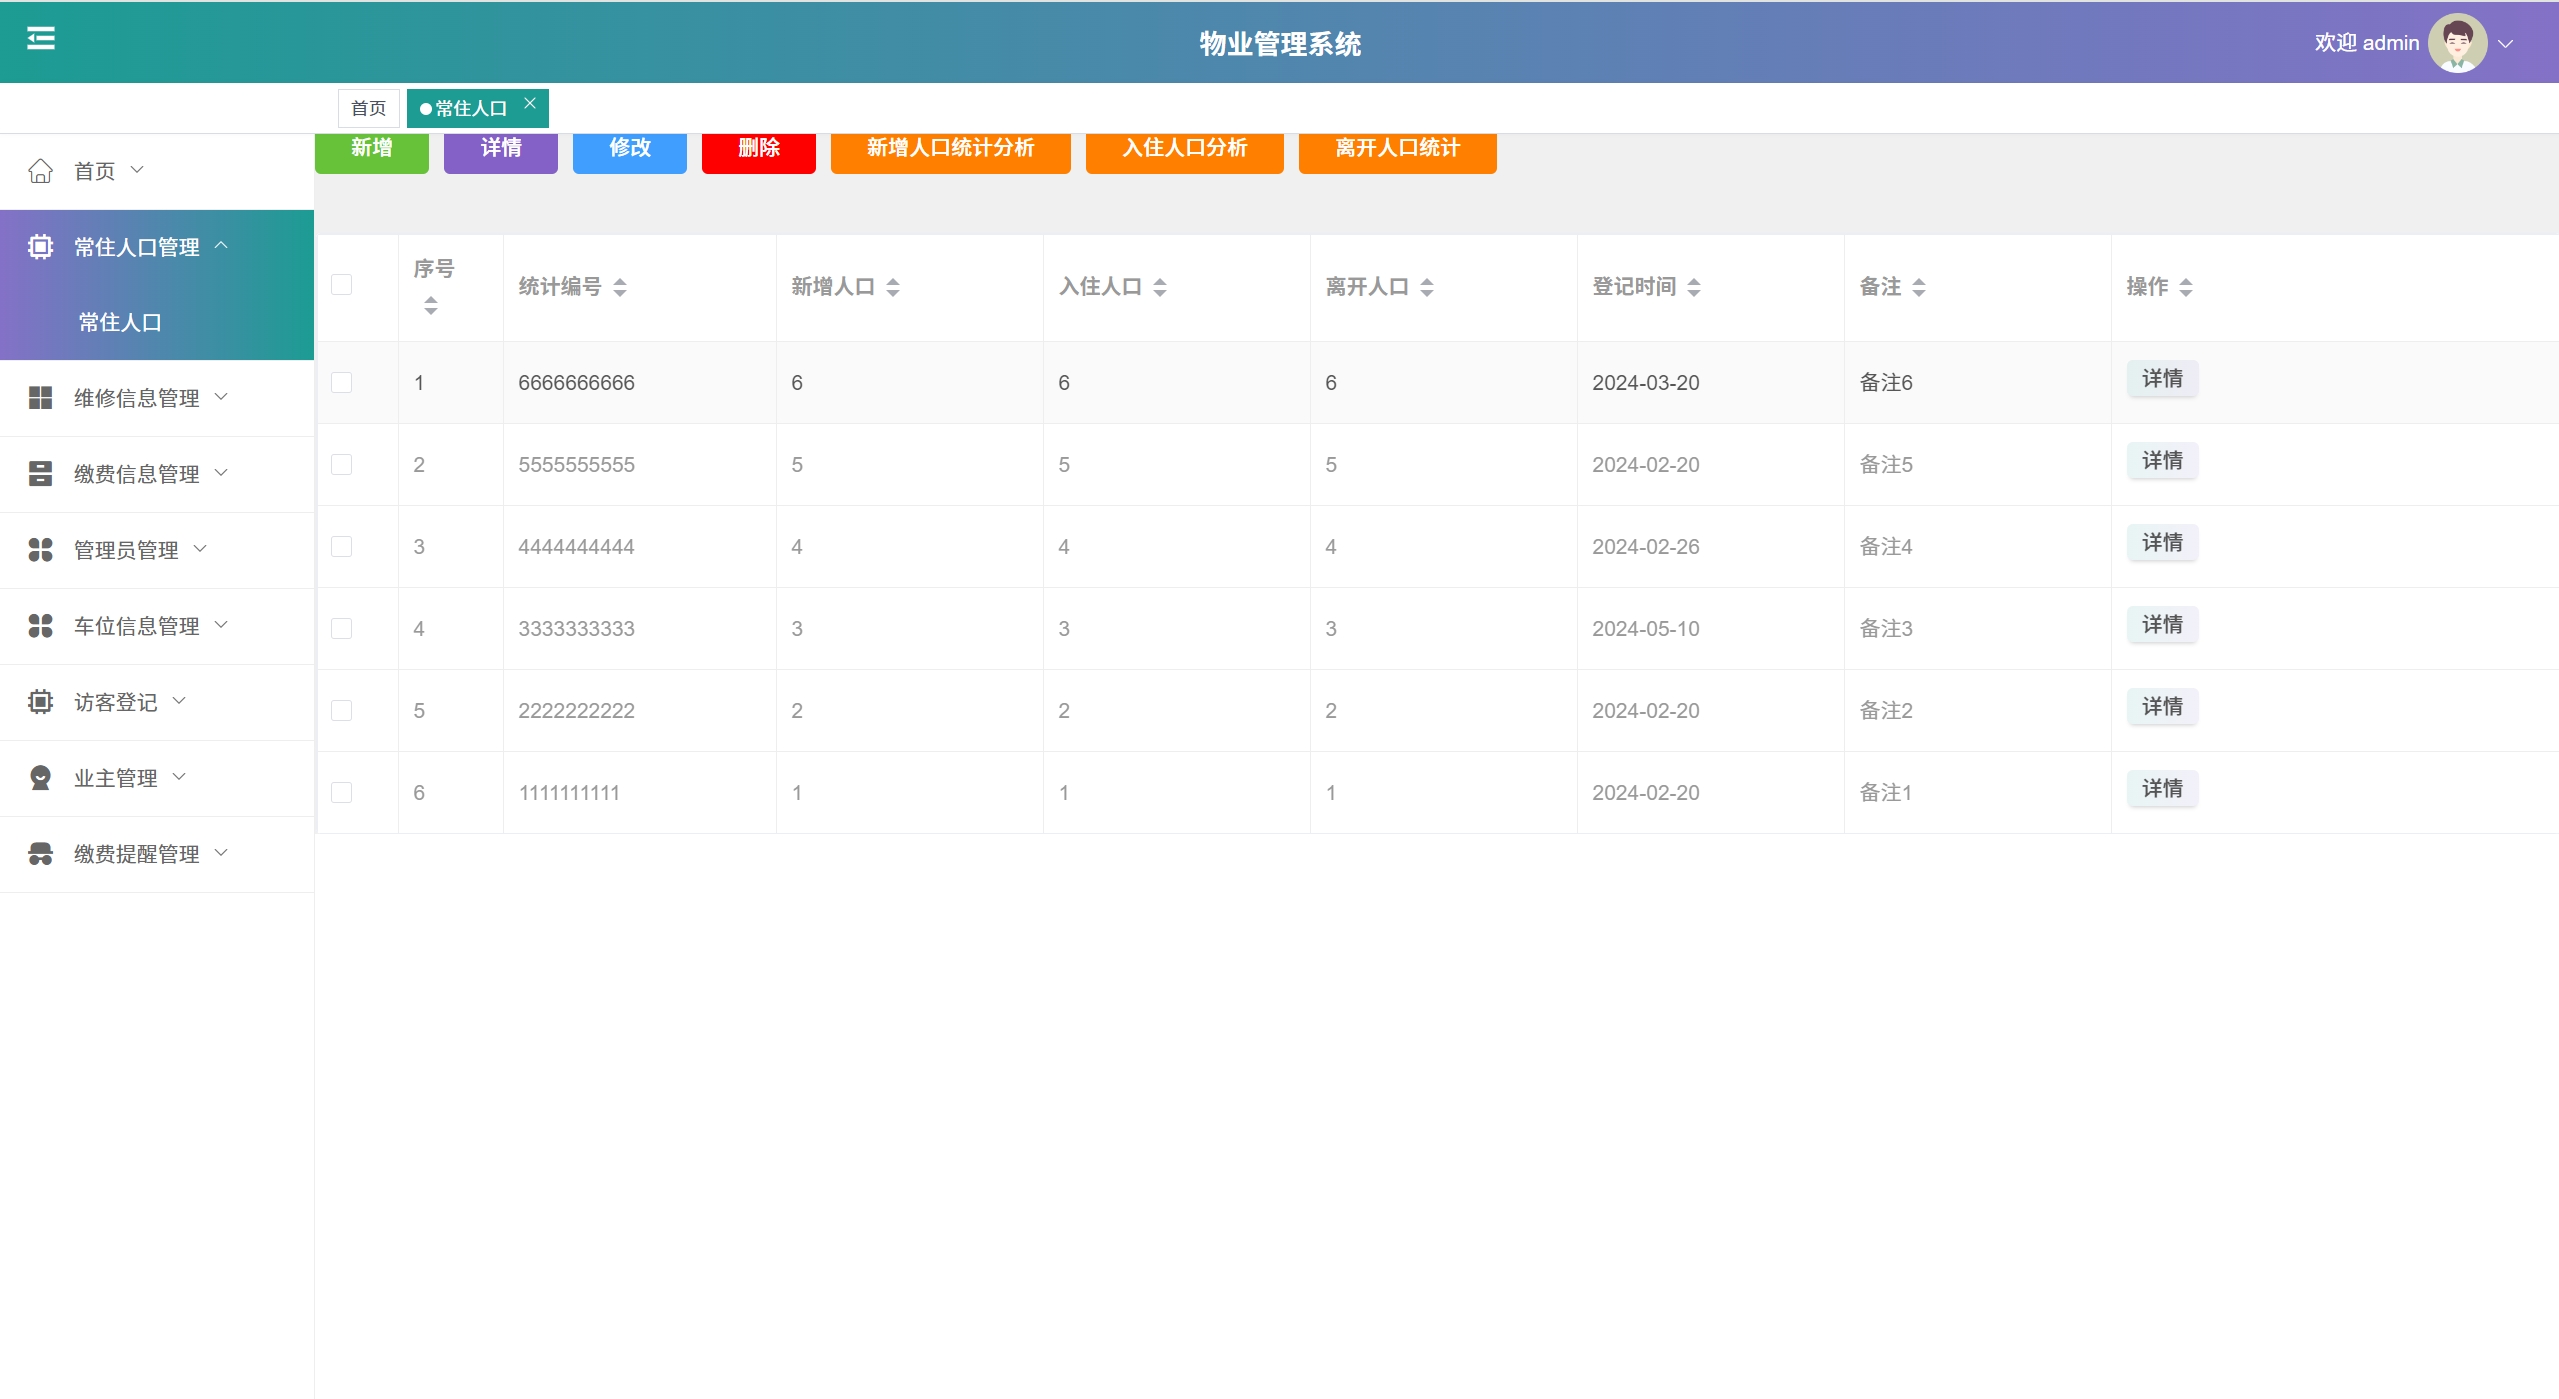 物业管理系统
欢迎 admin
首页 常住人口
新增 详情 修改 删除 新增人口统计分析 入住人口分析 离开人口统计
首页
常住人口管理
常住人口
维修信息管理
缴费信息管理
管理员管理
车位信息管理
访客登记
业主管理
缴费提醒管理
序号 统计编号 新增人口 入住人口 离开人口 登记时间 备注 操作
1 6666666666 6 6 6 2024-03-20 备注6 详情
2 5555555555 5 5 5 2024-02-20 备注5 详情
3 4444444444 4 4 4 2024-02-26 备注4 详情
4 3333333333 3 3 3 2024-05-10 备注3 详情
5 2222222222 2 2 2 2024-02-20 备注2 详情
6 1111111111 1 1 1 2024-02-20 备注1 详情